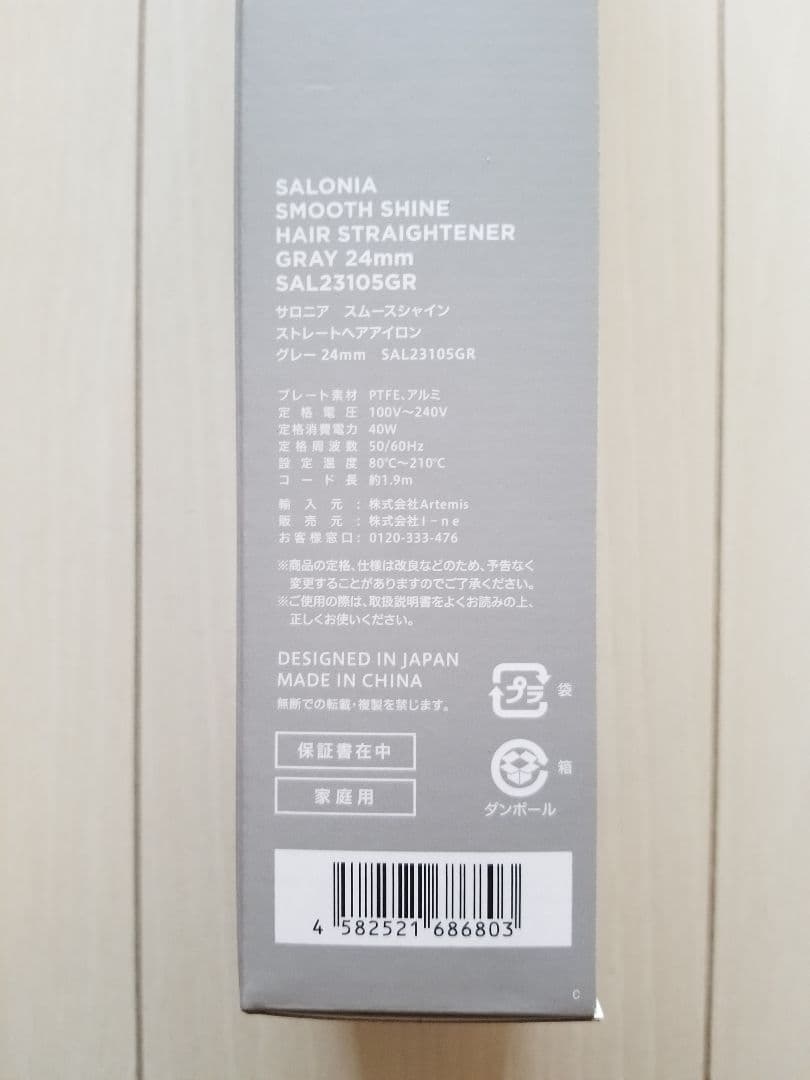 SALONIA
SMOOTH SHINE
HAIR STRAIGHTENER
GRAY 24mm
SAL23105GR
サロニア　スムースシャイン
ストレートヘアアイロン
グレー 24mm　SAL23105GR
プレート素材 PTFE、アルミ
定格電圧 100V～240V
定格消費電力 40W
定格周波数 50/60Hz
設定温度 80℃～210℃
コード長 約1.9m
輸入元：株式会社Artemis
販売元：株式会社I－ne
お客様窓口：0120-333-476
※商品の定格、仕様は改良などのため、予告なく
変更することがありますのでご了承ください。
※ご使用の際は、取扱説明書をよくお読みの上、
正しくお使いください。
DESIGNED IN JAPAN
MADE IN CHINA
無断での転載・複製を禁じます。
プラ 袋
保証書在中
箱
家庭用
ダンボール
4 582521 686803
C